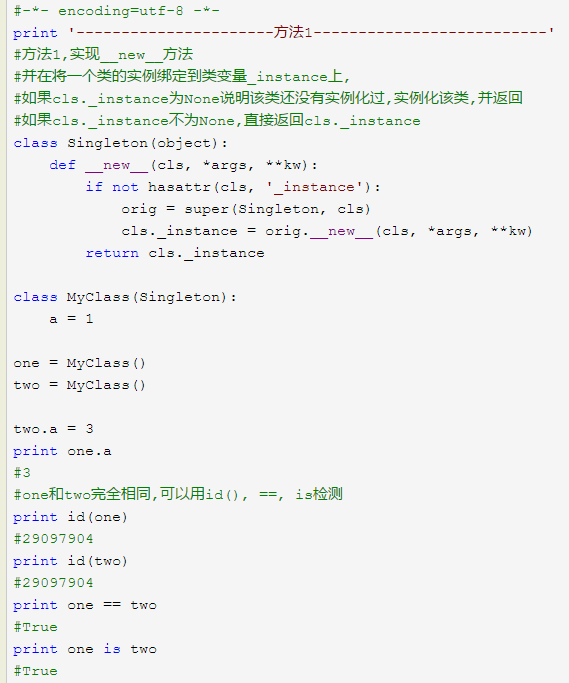 #-*- encoding=utf-8 -*-
print '----------------------方法1--------------------------'
#方法1,实现__new__方法
#并在将一个类的实例绑定到类变量_instance上,
#如果cls._instance为None说明该类还没有实例化过,实例化该类,并返回
#如果cls._instance不为None,直接返回cls._instance
class Singleton(object):
    def __new__(cls, *args, **kw):
        if not hasattr(cls, '_instance'):
            orig = super(Singleton, cls)
            cls._instance = orig.__new__(cls, *args, **kw)
        return cls._instance

class MyClass(Singleton):
    a = 1

one = MyClass()
two = MyClass()

two.a = 3
print one.a
#3
#one和two完全相同,可以用id(), ==, is检测
print id(one)
#29097904
print id(two)
#29097904
print one == two
#True
print one is two
#True